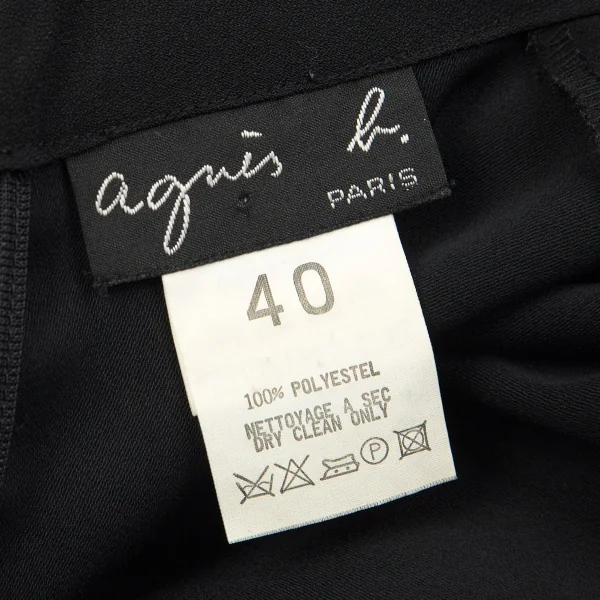 agnès b.
PARIS
40
100% POLYESTEL
NETTOYAGE A SEC
DRY CLEAN ONLY
P